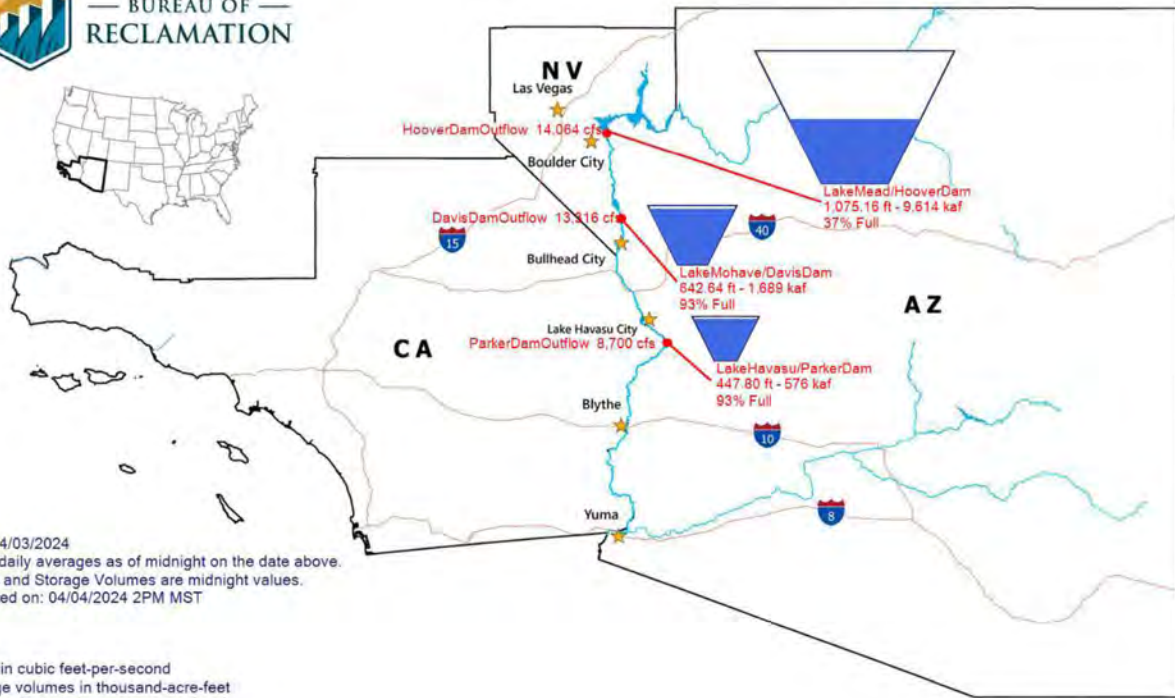 BUREAU OF
RECLAMATION
NV
Las Vegas
HooverDamOutflow 14,064 cfs
Boulder City
LakeMead/HooverDam
1,075.16 ft - 9,614 kaf
37% Full
DavisDamOutflow 13,316 cfs
15
40
Bullhead City
LakeMohave/DavisDam
642.64 ft - 1,689 kaf
93% Full
AZ
CA
Lake Havasu City
ParkerDamOutflow 8,700 cfs
LakeHavasu/ParkerDam
447.80 ft - 576 kaf
93% Full
Blythe
10
Yuma
8
4/03/2024
daily averages as of midnight on the date above.
and Storage Volumes are midnight values.
ed on: 04/04/2024 2PM MST
in cubic feet-per-second
ge volumes in thousand-acre-feet